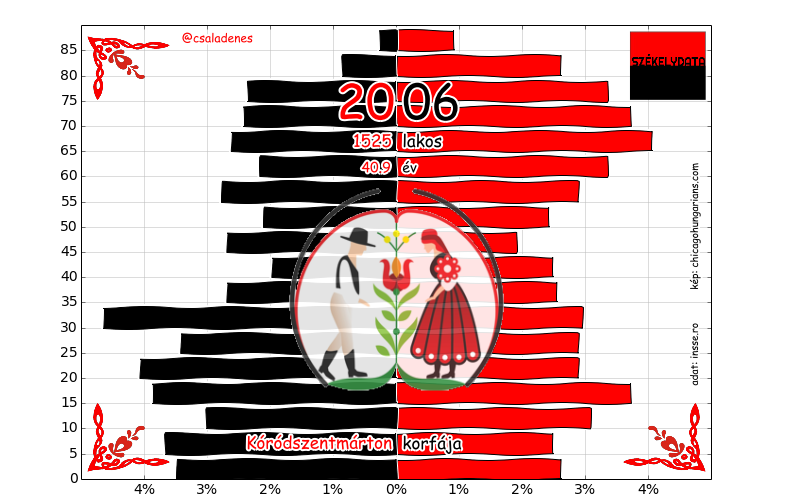 @csaladenes
SZÉKELYDATA
2006
1525 lakos
40.9 év
kép: chicagohungarians.com
adat: insse.ro
Kóródszentmárton korfája
85
80
75
70
65
60
55
50
45
40
35
30
25
20
15
10
5
0
4% 3% 2% 1% 0% 1% 2% 3% 4%